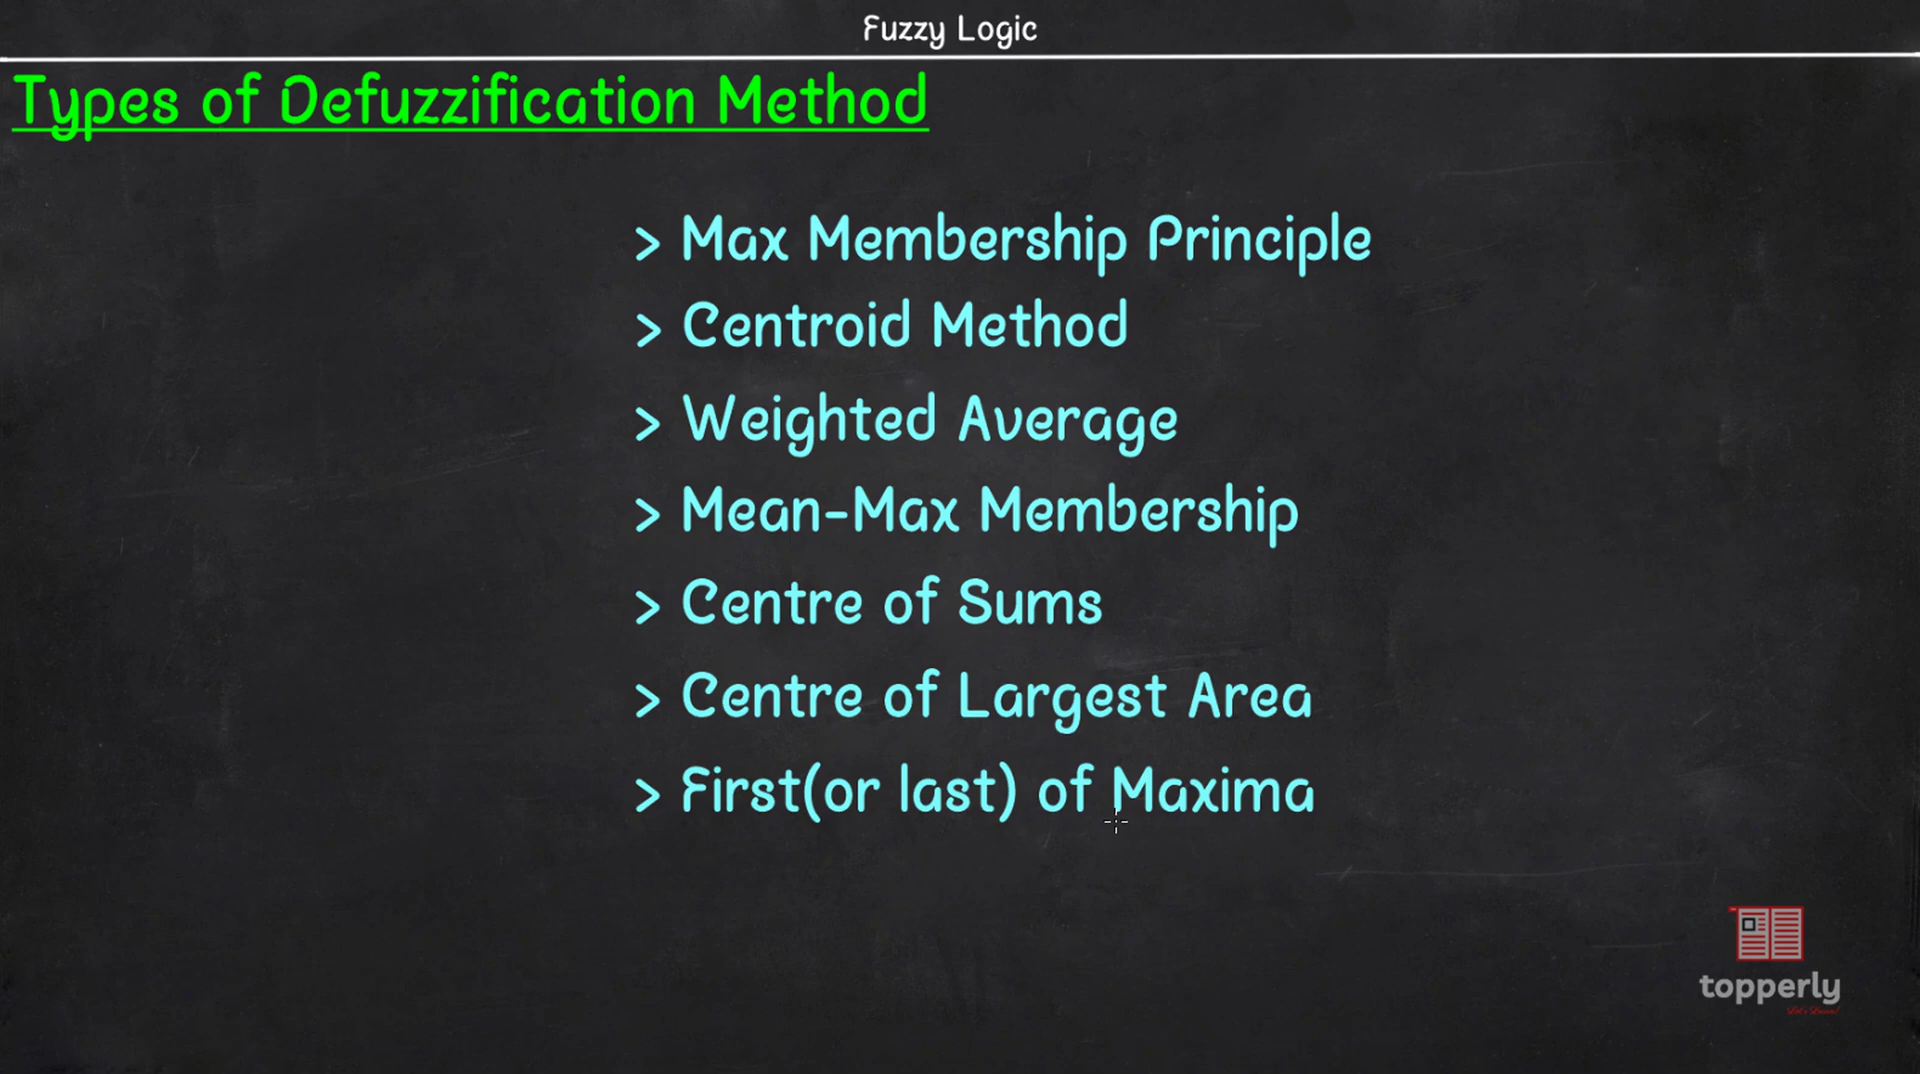 Fuzzy Logic
Types of Defuzzification Method
> Max Membership Principle
> Centroid Method
> Weighted Average
> Mean-Max Membership
> Centre of Sums
> Centre of Largest Area
> First(or last) of Maxima
topperly